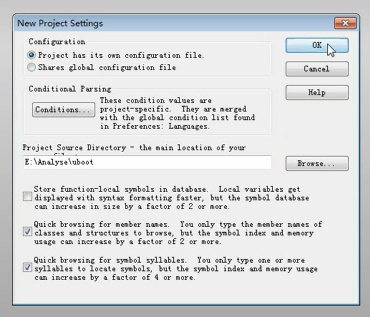 New Project Settings
Configuration
Project has its own configuration file.
Shares global configuration file
OK
Cancel
Help
Conditional Parsing
Conditions...
These condition values are
project-specific. They are merged
with the global condition list found
in Preferences: Languages.
Project Source Directory - the main location of your
E:\Analyse\uboot
Browse...
Store function-local symbols in database. Local variables get
displayed with syntax formatting faster, but the symbol database
can increase in size by a factor of 2 or more.
Quick browsing for member names. You only type the member names of
classes and structures to browse, but the symbol index and memory
usage can increase by a factor of 2 or more.
Quick browsing for symbol syllables. You only type one or more
syllables to locate symbols, but the symbol index and memory usage
can increase by a factor of 4 or more.